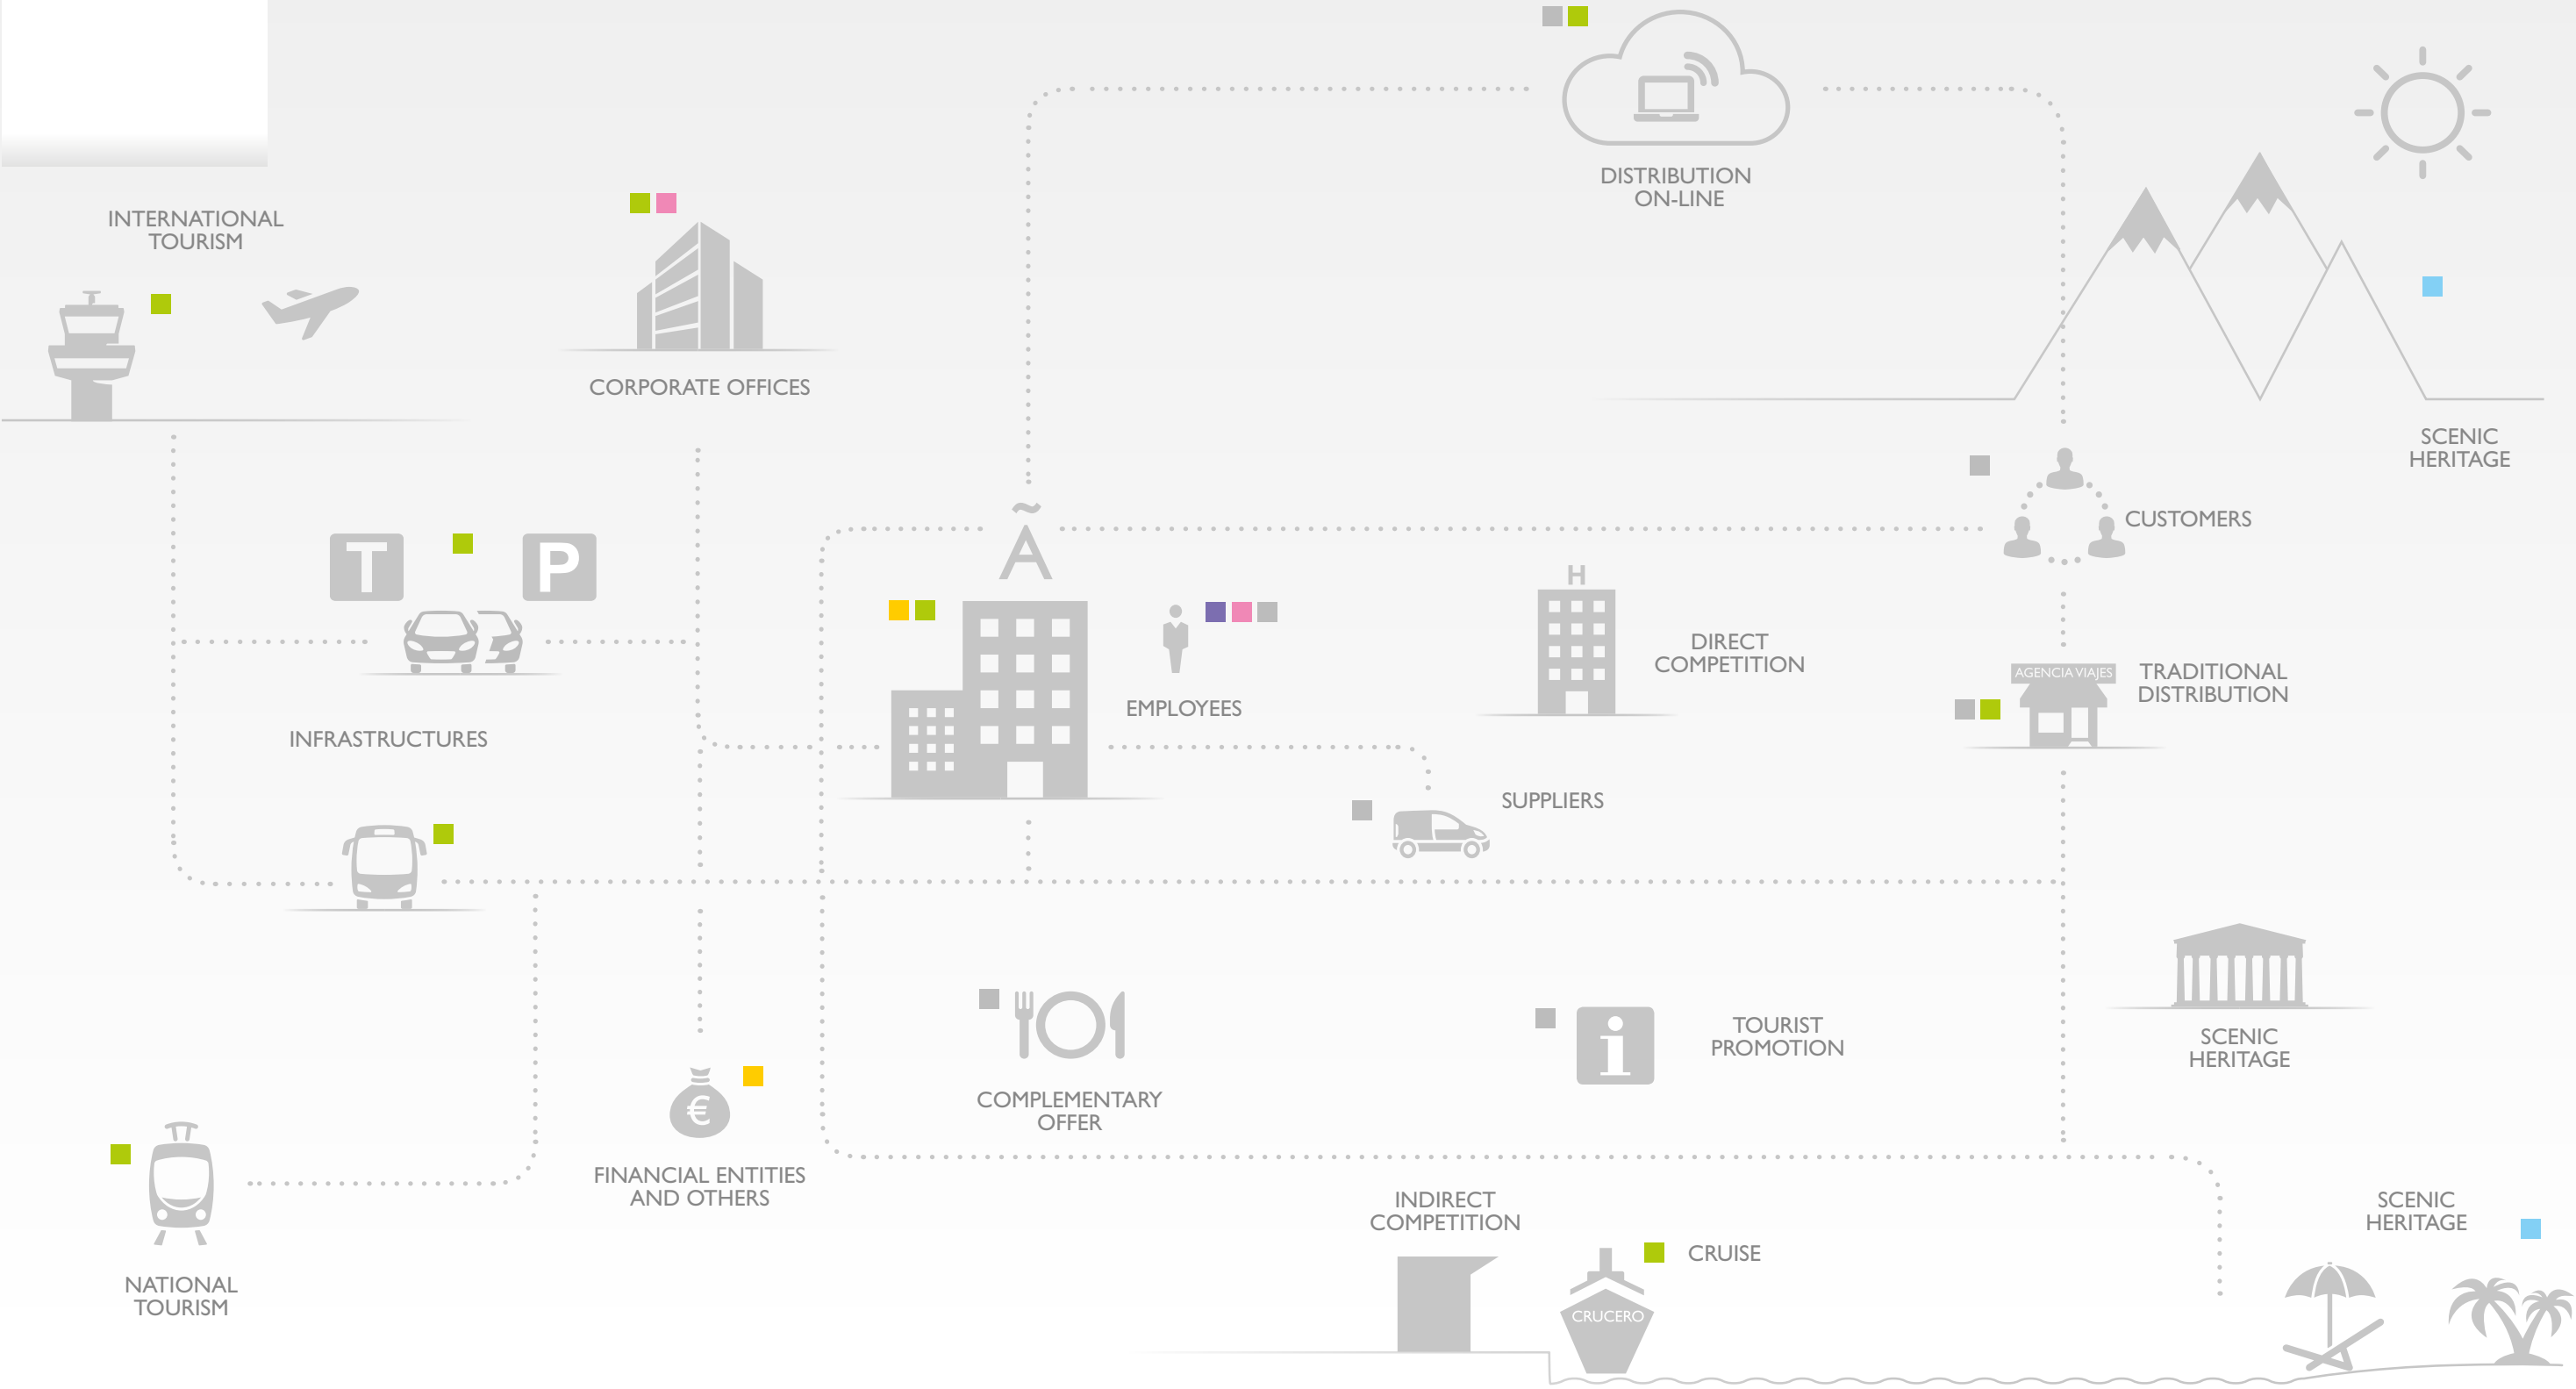 DISTRIBUTION
ON-LINE
INTERNATIONAL
TOURISM
CORPORATE OFFICES
SCENIC
HERITAGE
CUSTOMERS
Ã
T
P
H
DIRECT
COMPETITION
AGENCIA VIAJES
TRADITIONAL
DISTRIBUTION
EMPLOYEES
INFRASTRUCTURES
SUPPLIERS
i
TOURIST
PROMOTION
SCENIC
HERITAGE
COMPLEMENTARY
OFFER
€
FINANCIAL ENTITIES
AND OTHERS
INDIRECT
COMPETITION
SCENIC
HERITAGE
CRUISE
CRUCERO
NATIONAL
TOURISM